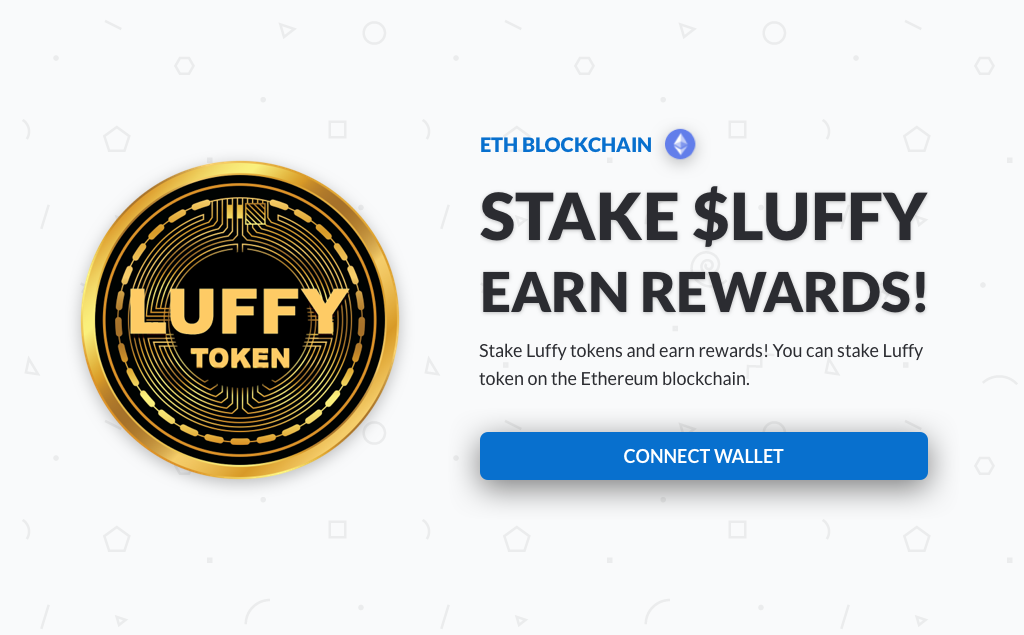 LUFFY
TOKEN
ETH BLOCKCHAIN
STAKE $LUFFY
EARN REWARDS!
Stake Luffy tokens and earn rewards! You can stake Luffy
token on the Ethereum blockchain.
CONNECT WALLET